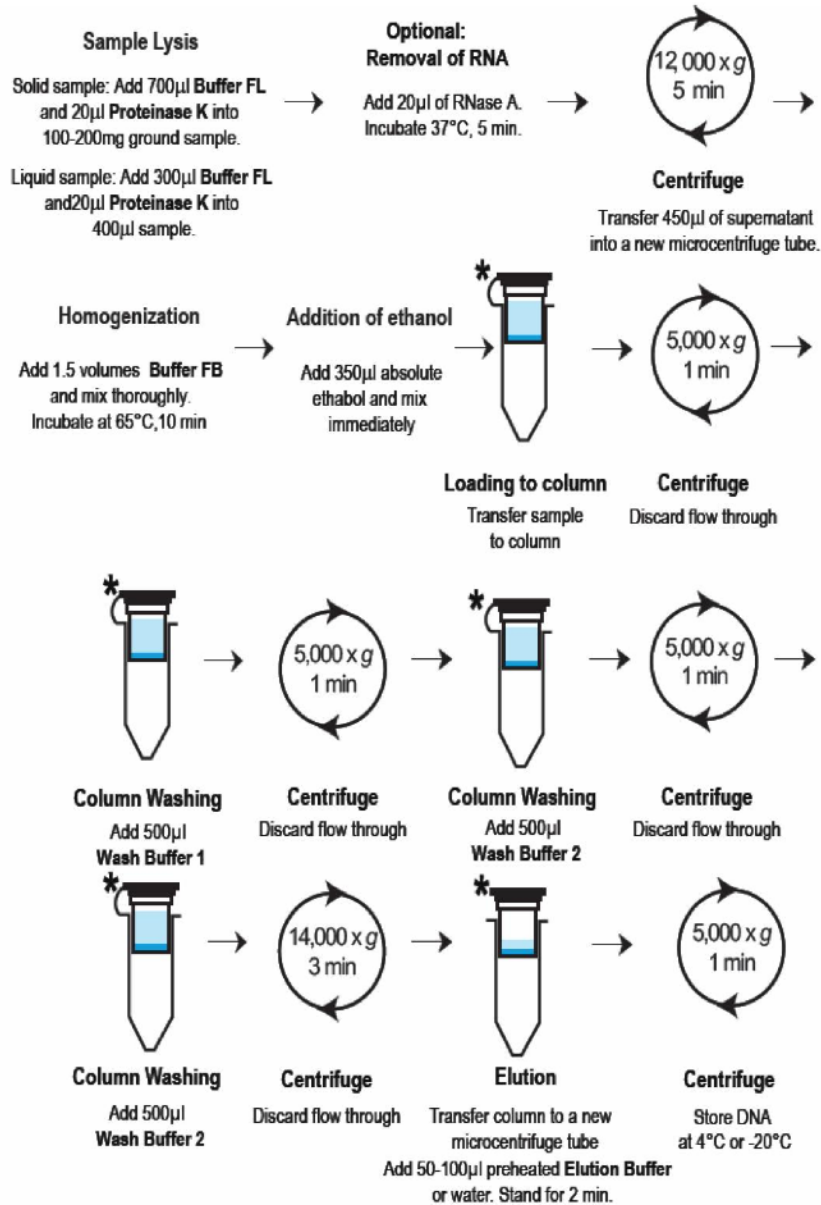 Sample Lysis
Solid sample: Add 700µl Buffer FL
and 20µl Proteinase K into
100-200mg ground sample.
Liquid sample: Add 300µl Buffer FL
and20µl Proteinase K into
400µl sample.
Optional:
Removal of RNA
Add 20µl of RNase A.
Incubate 37°C, 5 min.
12,000 x g
5 min
Centrifuge
Transfer 450µl of supernatant
into a new microcentrifuge tube.
Homogenization
Add 1.5 volumes Buffer FB
and mix thoroughly.
Incubate at 65°C,10 min
Addition of ethanol
Add 350µl absolute
ethabol and mix
immediately
*
Loading to column
Transfer sample
to column
5,000 x g
1 min
Centrifuge
Discard flow through
*
Column Washing
Add 500µl
Wash Buffer 1
5,000 x g
1 min
Centrifuge
Discard flow through
*
Column Washing
Add 500µl
Wash Buffer 2
5,000 x g
1 min
Centrifuge
Discard flow through
*
Column Washing
Add 500µl
Wash Buffer 2
14,000 x g
3 min
Centrifuge
Discard flow through
*
Elution
Transfer column to a new
microcentrifuge tube
Add 50-100µl preheated Elution Buffer
or water. Stand for 2 min.
5,000 x g
1 min
Centrifuge
Store DNA
at 4°C or -20°C